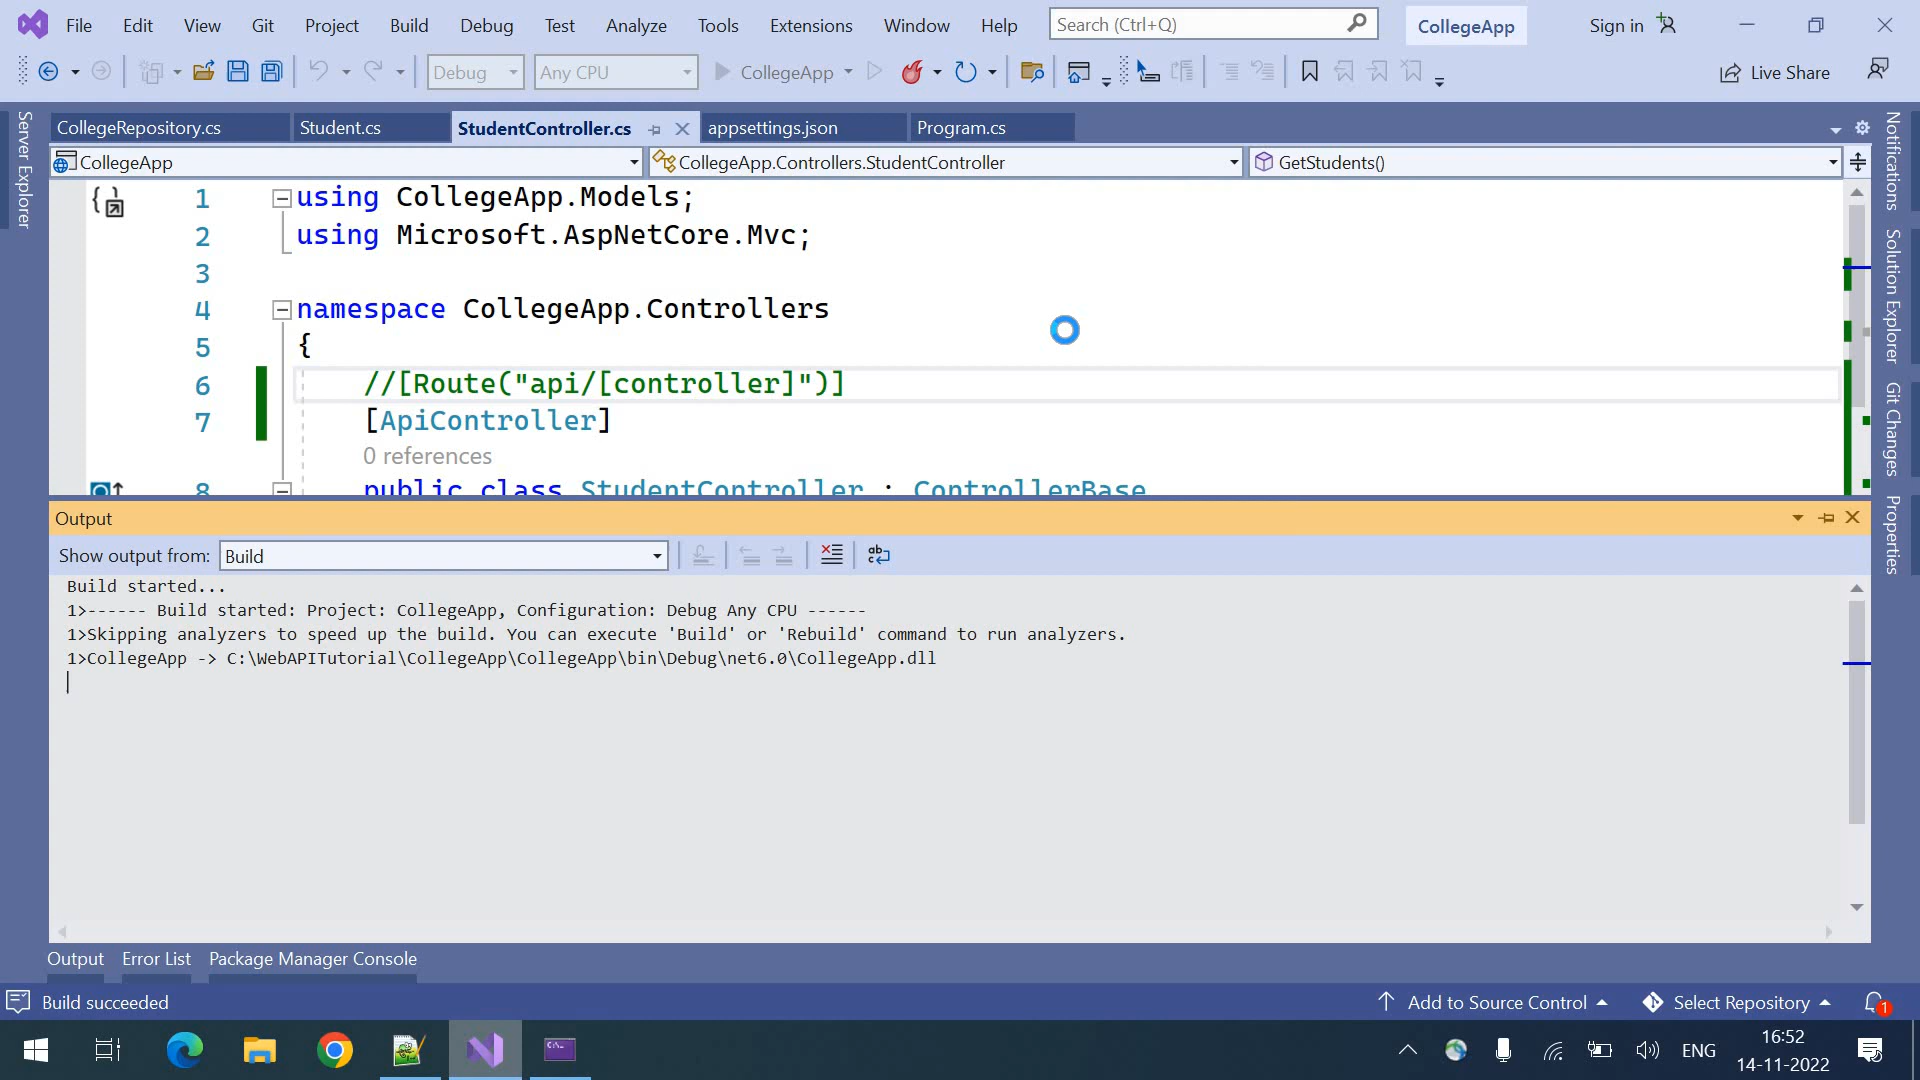 File Edit View Git Project Build Debug Test Analyze Tools Extensions Window Help Search (Ctrl+Q) CollegeApp Sign in
Debug Any CPU CollegeApp Live Share
CollegeRepository.cs Student.cs StudentController.cs appsettings.json Program.cs
CollegeApp CollegeApp.Controllers.StudentController GetStudents()
Server Explorer
Notifications
Solution Explorer
Git Changes
Properties
1 using CollegeApp.Models;
2 using Microsoft.AspNetCore.Mvc;
3
4 namespace CollegeApp.Controllers
5 {
6 //[Route("api/[controller]")]
7 [ApiController]
0 references
8 public class StudentController : ControllerBase
Output
Show output from: Build
Build started...
1>------ Build started: Project: CollegeApp, Configuration: Debug Any CPU ------
1>Skipping analyzers to speed up the build. You can execute 'Build' or 'Rebuild' command to run analyzers.
1>CollegeApp -> C:\WebAPITutorial\CollegeApp\CollegeApp\bin\Debug\net6.0\CollegeApp.dll
Output Error List Package Manager Console
Build succeeded Add to Source Control Select Repository 1
ENG 16:52
14-11-2022